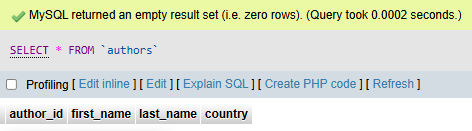 MySQL returned an empty result set (i.e. zero rows). (Query took 0.0002 seconds.)
SELECT * FROM `authors`
Profiling [ Edit inline ] [ Edit ] [ Explain SQL ] [ Create PHP code ] [ Refresh ]
author_id first_name last_name country